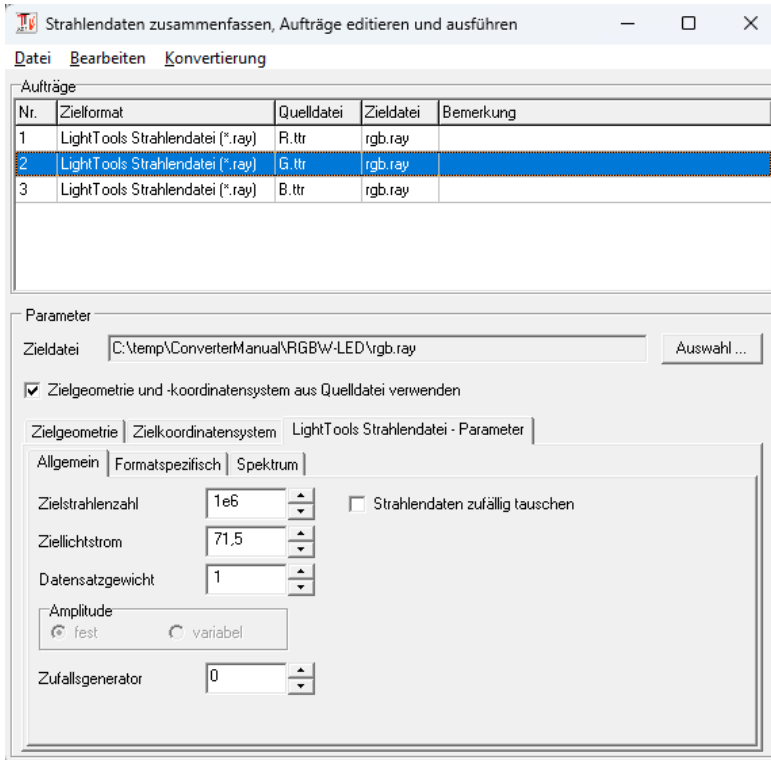 Strahlendaten zusammenfassen, Aufträge editieren und ausführen
Datei Bearbeiten Konvertierung
Aufträge
Nr. Zielformat Quelldatei Zieldatei Bemerkung
1 LightTools Strahlendatei (*.ray) R.ttr rgb.ray
2 LightTools Strahlendatei (*.ray) G.ttr rgb.ray
3 LightTools Strahlendatei (*.ray) B.ttr rgb.ray
Parameter
Zieldatei C:\temp\ConverterManual\RGBW-LED\rgb.ray Auswahl ...
Zielgeometrie und -koordinatensystem aus Quelldatei verwenden
Zielgeometrie Zielkoordinatensystem LightTools Strahlendatei - Parameter
Allgemein Formatspezifisch Spektrum
Zielstrahlenzahl 1e6 Strahlendaten zufällig tauschen
Ziellichtstrom 71,5
Datensatzgewicht 1
Amplitude
fest variabel
Zufallsgenerator 0